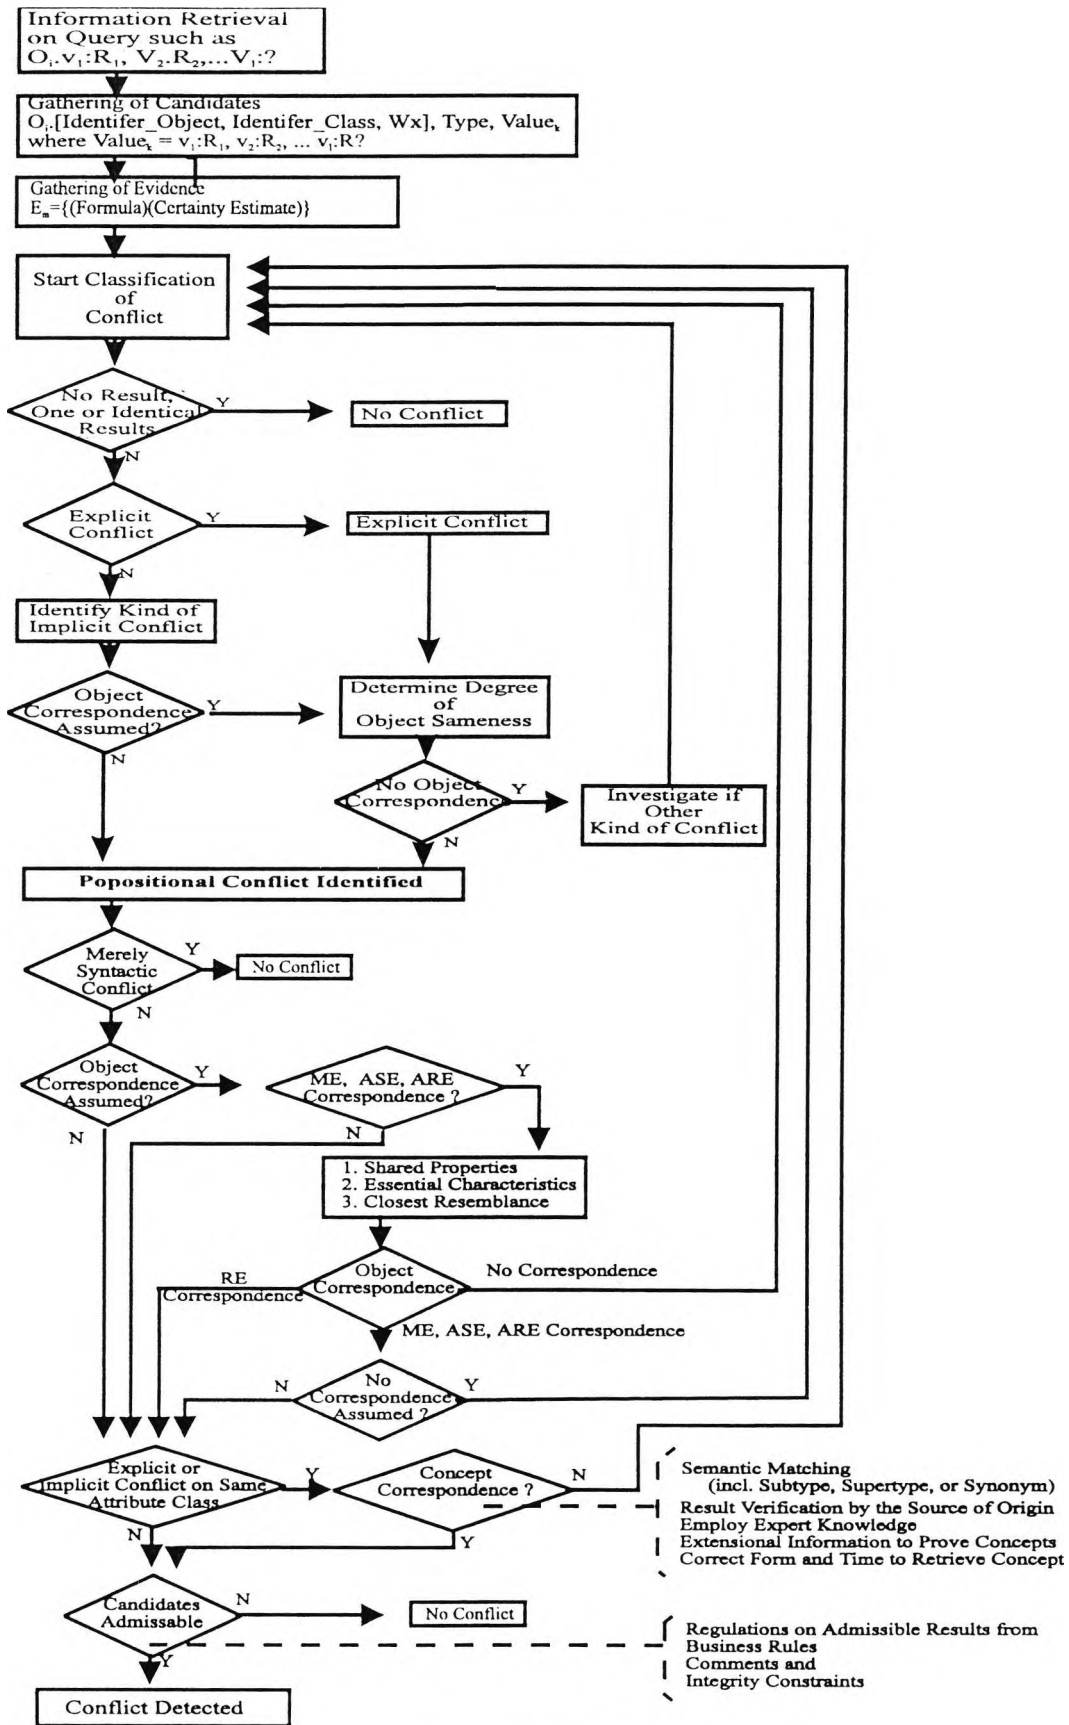 Information Retrieval
on Query such as
Oᵢ.v₁:R₁, V₂.R₂,...V₁:?
Gathering of Candidates
Oᵢ.[Identifer_Object, Identifer_Class, Wx], Type, Valueₖ
where Valueₖ = v₁:R₁, v₂:R₂, ... v₁:R?
Gathering of Evidence
Eₘ={(Formula)(Certainty Estimate)}
Start Classification
of
Conflict
No Result,
One or Identical
Results
Y
No Conflict
N
Explicit
Conflict
Y
Explicit Conflict
N
Identify Kind of
Implicit Conflict
Object
Correspondence
Assumed?
Y
N
Determine Degree
of
Object Sameness
No Object
Correspondence
Y
N
Investigate if
Other
Kind of Conflict
Popositional Conflict Identified
Merely
Syntactic
Conflict
Y
No Conflict
N
Object
Correspondence
Assumed?
Y
N
ME, ASE, ARE
Correspondence ?
Y
N
1. Shared Properties
2. Essential Characteristics
3. Closest Resemblance
Object
Correspondence
No Correspondence
RE
Correspondence
ME, ASE, ARE Correspondence
No
Correspondence
Assumed ?
N
Y
Explicit or
Implicit Conflict on Same
Attribute Class
Y
N
Concept
Correspondence ?
N
Y
Semantic Matching
(incl. Subtype, Supertype, or Synonym)
Result Verification by the Source of Origin
Employ Expert Knowledge
Extensional Information to Prove Concepts
Correct Form and Time to Retrieve Concept
Candidates
Admissable
N
No Conflict
Y
Regulations on Admissible Results from
Business Rules
Comments and
Integrity Constraints
Conflict Detected